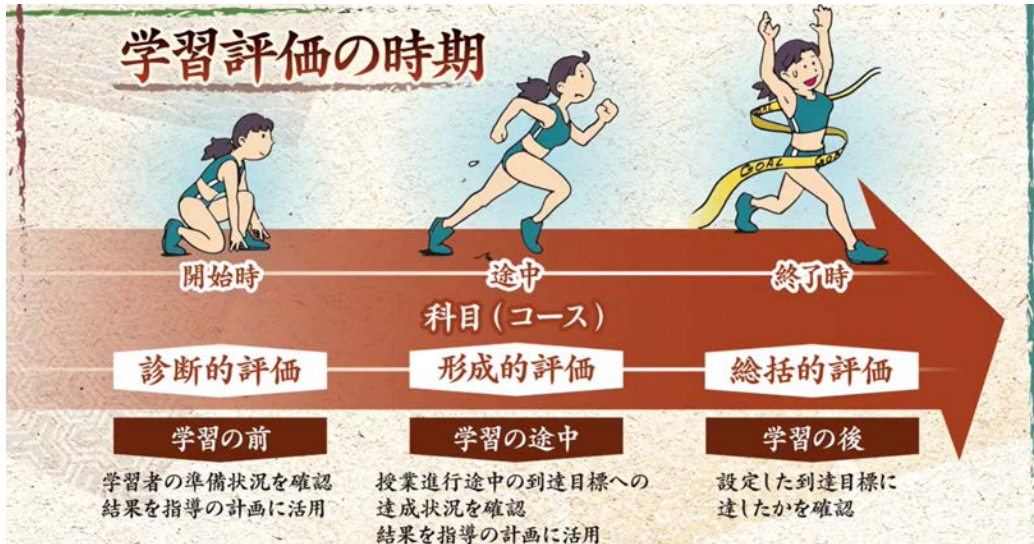 学習評価の時期
GOAL GOAL
開始時
途中
終了時
科目(コース)
診断的評価
形成的評価
総括的評価
学習の前
学習者の準備状況を確認
結果を指導の計画に活用
学習の途中
授業進行途中の到達目標への
達成状況を確認
結果を指導の計画に活用
学習の後
設定した到達目標に
達したかを確認